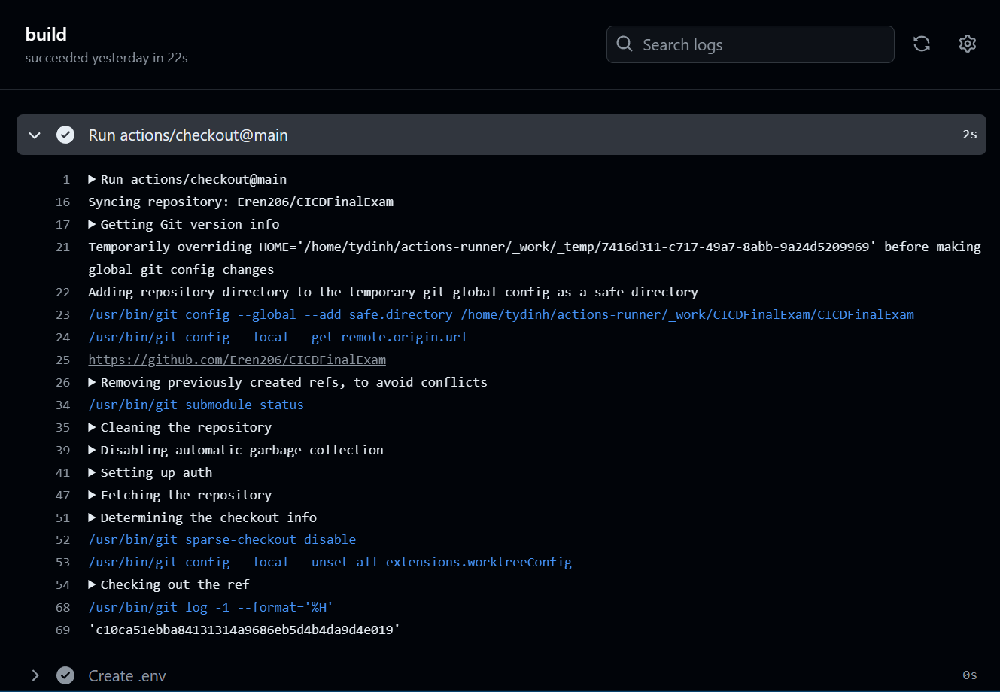 build
succeeded yesterday in 22s
Search logs
Run actions/checkout@main
2s
1 Run actions/checkout@main
16 Syncing repository: Eren206/CICDFinalExam
17 Getting Git version info
21 Temporarily overriding HOME='/home/tydinh/actions-runner/_work/_temp/7416d311-c717-49a7-8abb-9a24d5209969' before making
global git config changes
22 Adding repository directory to the temporary git global config as a safe directory
23 /usr/bin/git config --global --add safe.directory /home/tydinh/actions-runner/_work/CICDFinalExam/CICDFinalExam
24 /usr/bin/git config --local --get remote.origin.url
25 https://github.com/Eren206/CICDFinalExam
26 Removing previously created refs, to avoid conflicts
34 /usr/bin/git submodule status
35 Cleaning the repository
39 Disabling automatic garbage collection
41 Setting up auth
47 Fetching the repository
51 Determining the checkout info
52 /usr/bin/git sparse-checkout disable
53 /usr/bin/git config --local --unset-all extensions.worktreeConfig
54 Checking out the ref
68 /usr/bin/git log -1 --format='%H'
69 'c10ca51ebba84131314a9686eb5d4b4da9d4e019'
Create .env
0s